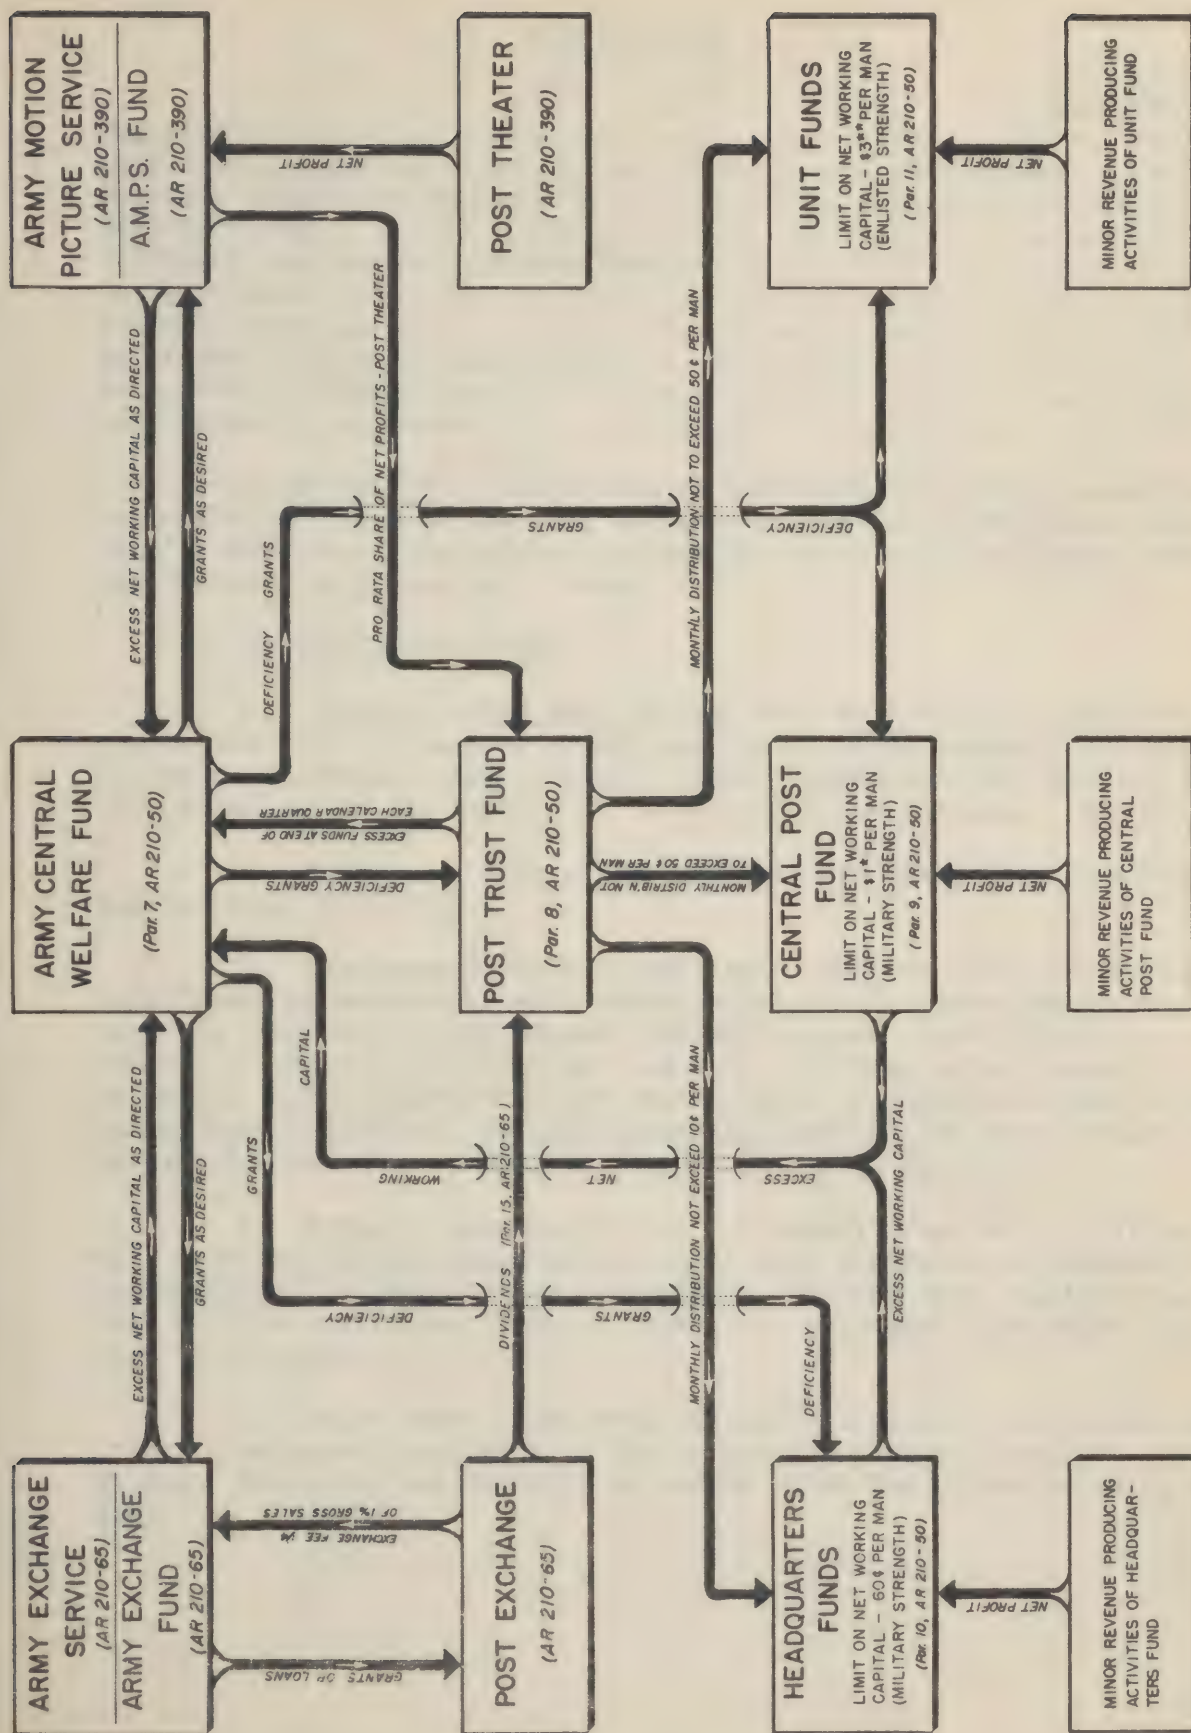 ARMY EXCHANGE
SERVICE
(AR 210-65)
ARMY EXCHANGE
FUND
(AR 210-65)
EXCESS NET WORKING CAPITAL AS DIRECTED
GRANTS AS DESIRED
ARMY CENTRAL
WELFARE FUND
(Par. 7, AR 210-50)
EXCESS NET WORKING CAPITAL AS DIRECTED
GRANTS AS DESIRED
ARMY MOTION
PICTURE SERVICE
(AR 210-390)
A.M.P.S. FUND
(AR 210-390)
GRANTS OR LOANS
EXCHANGE FEE ¼
OF 1% GROSS SALES
GRANTS
CAPITAL
DEFICIENCY GRANTS
EXCESS FUNDS AT END OF
EACH CALENDAR QUARTER
DEFICIENCY GRANTS
NET PROFIT
DEFICIENCY
WORKING
PRO RATA SHARE OF NET PROFITS-POST THEATER
POST EXCHANGE
(AR 210-65)
DIVIDENDS (Par. 15, AR 210-65)
POST TRUST FUND
(Par. 8, AR 210-50)
POST THEATER
(AR 210-390)
GRANTS
NET
GRANTS
MONTHLY DISTRIBUTION NOT EXCEED 10¢ PER MAN
MONTHLY DISTRIB'N NOT
TO EXCEED 50¢ PER MAN
MONTHLY DISTRIBUTION NOT TO EXCEED 50¢ PER MAN
DEFICIENCY
EXCESS
DEFICIENCY
HEADQUARTERS
FUNDS
LIMIT ON NET WORKING
CAPITAL - 60¢ PER MAN
(MILITARY STRENGTH)
(Par. 10, AR 210-50)
EXCESS NET WORKING CAPITAL
CENTRAL POST
FUND
LIMIT ON NET WORKING
CAPITAL - $1* PER MAN
(MILITARY STRENGTH)
(Par. 9, AR 210-50)
UNIT FUNDS
LIMIT ON NET WORKING
CAPITAL - $3** PER MAN
(ENLISTED STRENGTH)
(Par. 11, AR 210-50)
NET PROFIT
NET PROFIT
NET PROFIT
MINOR REVENUE PRODUCING
ACTIVITIES OF HEADQUAR-
TERS FUND
MINOR REVENUE PRODUCING
ACTIVITIES OF CENTRAL
POST FUND
MINOR REVENUE PRODUCING
ACTIVITIES OF UNIT FUND